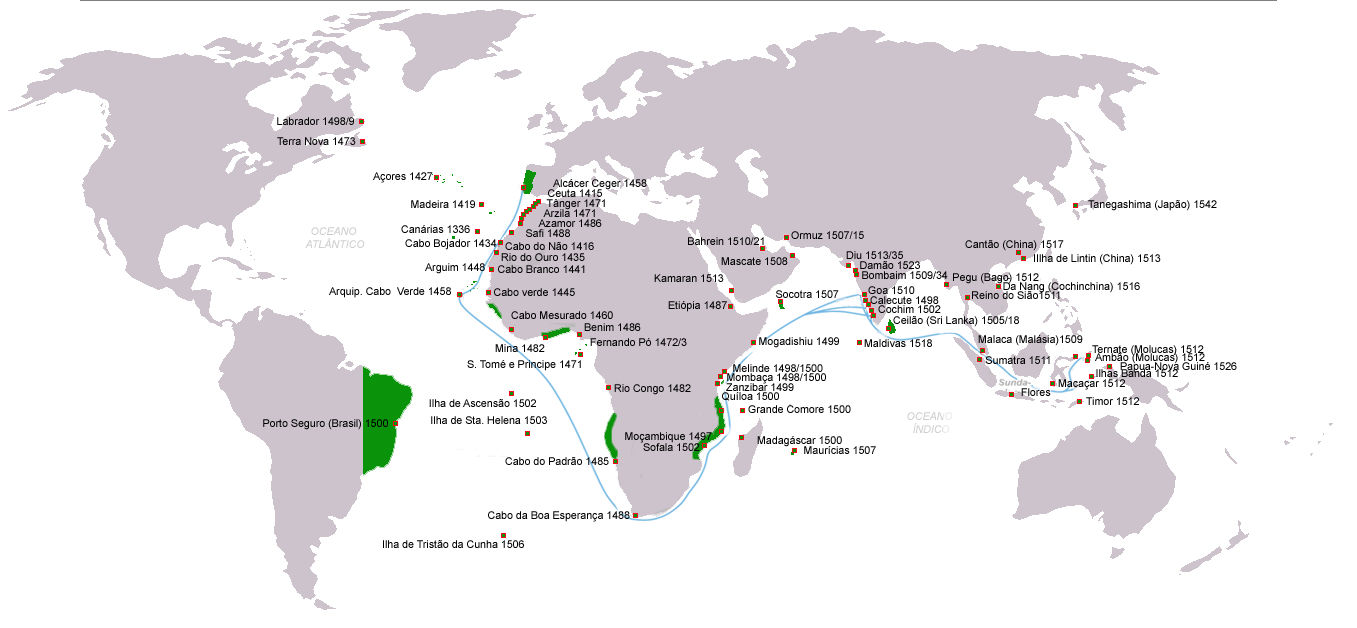 Labrador 1498/9
Terra Nova 1473
Açores 1427
Madeira 1419
Canárias 1336
Cabo Bojador 1434
Arguim 1448
Arquip. Cabo Verde 1458
OCEANO
ATLÂNTICO
Alcácer Ceger 1458
Ceuta 1415
Tânger 1471
Arzila 1471
Azamor 1486
Safi 1488
Cabo do Não 1416
Rio do Ouro 1435
Cabo Branco 1441
Cabo verde 1445
Cabo Mesurado 1460
Mina 1482
Benim 1486
Fernando Pó 1472/3
S. Tomé e Principe 1471
Rio Congo 1482
Ilha de Ascensão 1502
Ilha de Sta. Helena 1503
Porto Seguro (Brasil) 1500
Cabo do Padrão 1485
Cabo da Boa Esperança 1488
Ilha de Tristão da Cunha 1506
Bahrein 1510/21
Ormuz 1507/15
Mascate 1508
Kamaran 1513
Etiópia 1487
Socotra 1507
Mogadishiu 1499
Melinde 1498/1500
Mombaça 1498/1500
Zanzibar 1499
Quíloa 1500
Grande Comore 1500
Moçambique 1497
Sofala 1502
Madagáscar 1500
Maurícias 1507
Diu 1513/35
Damão 1523
Bombaim 1509/34
Goa 1510
Calecute 1498
Cochim 1502
Ceilão (Sri Lanka) 1505/18
Maldivas 1518
OCEANO
ÍNDICO
Tanegashima (Japão) 1542
Cantão (China) 1517
Illha de Lintin (China) 1513
Pegu (Bago) 1512
Da Nang (Cochinchina) 1516
Reino do Sião1511
Malaca (Malásia)1509
Sumatra 1511
Sunda
Flores
Macaçar 1512
Ternate (Molucas) 1512
Ambão (Molucas) 1512
Papua-Nova Guiné 1526
Ilhas Banda 1512
Timor 1512